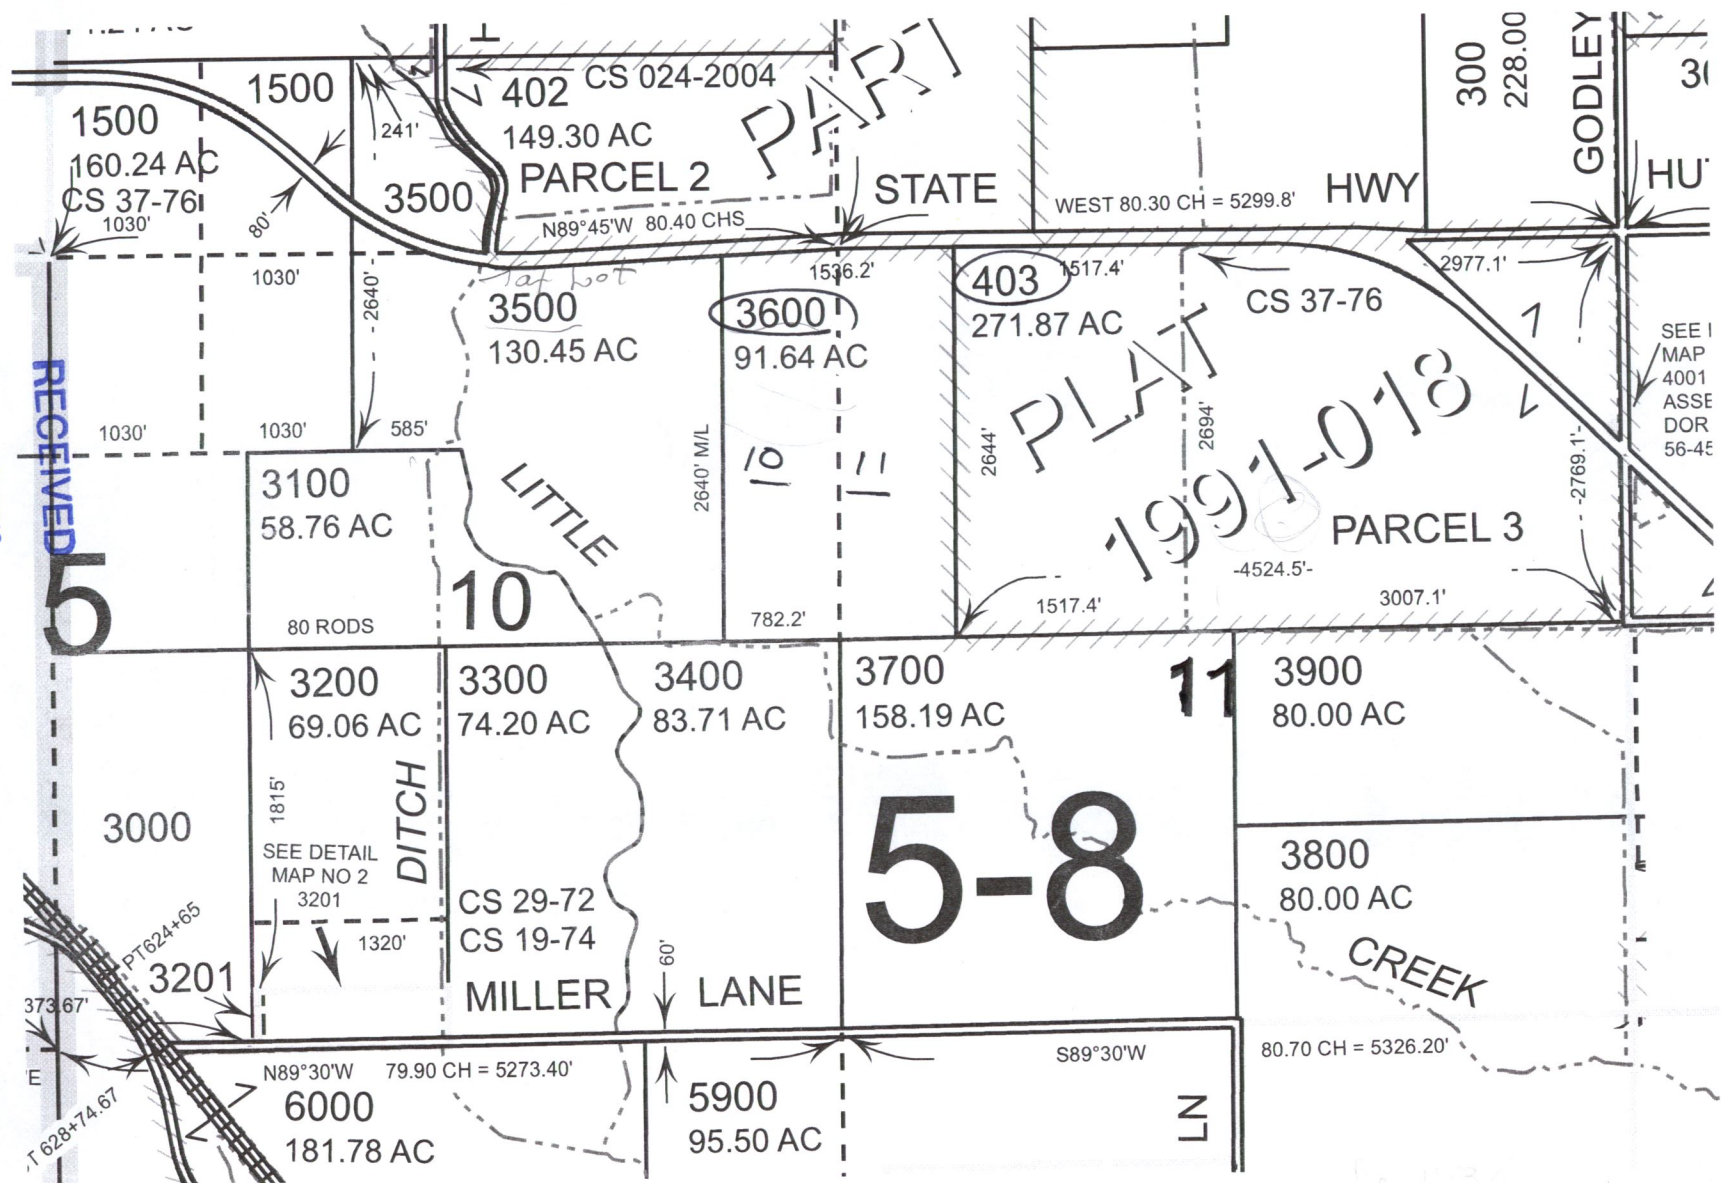 1500
1500
160.24 AC
CS 37-76
1030'
80'
241'
3500
402
CS 024-2004
149.30 AC
PARCEL 2
PART
N89°45'W 80.40 CHS
STATE
WEST 80.30 CH = 5299.8'
HWY
300
228.00
GODLEY
1030'
2640'
3500
130.45 AC
1536.2'
3600
91.64 AC
403
1517.4'
271.87 AC
CS 37-76
2977.1'
SEE
MAP
4001
56-45
RECEIVED
1030'
1030'
585'
2640' M/L
10
11
2644'
PLAT
2694'
1991-018
-2769.1'-
3100
58.76 AC
LITTLE
PARCEL 3
5
10
80 RODS
782.2'
1517.4'
-4524.5'-
3007.1'
3200
69.06 AC
3300
74.20 AC
3400
83.71 AC
3700
158.19 AC
11
3900
80.00 AC
3000
1815'
DITCH
SEE DETAIL
MAP NO 2
3201
5-8
3800
80.00 AC
CS 29-72
CS 19-74
1320'
PT624+65
3201
60'
MILLER LANE
CREEK
373.67'
N89°30'W 79.90 CH = 5273.40'
S89°30'W
80.70 CH = 5326.20'
6000
181.78 AC
5900
95.50 AC
LN
T 628+74.67